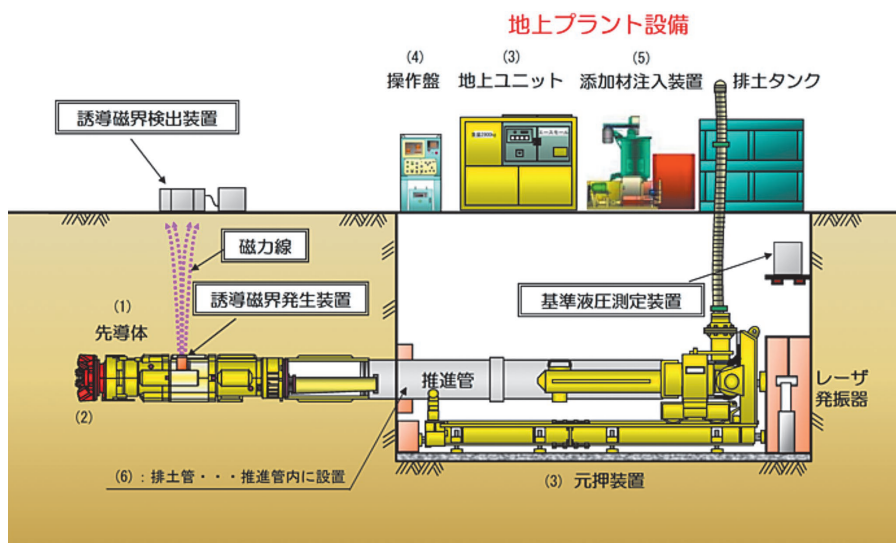 地上プラント設備
(4)
操作盤
(3)
地上ユニット
(5)
添加材注入装置
排土タンク
誘導磁界検出装置
磁力線
誘導磁界発生装置
(1)
先導体
(2)
基準液圧測定装置
推進管
レーザ
発振器
(6)：排土管・・・推進管内に設置
(3) 元押装置